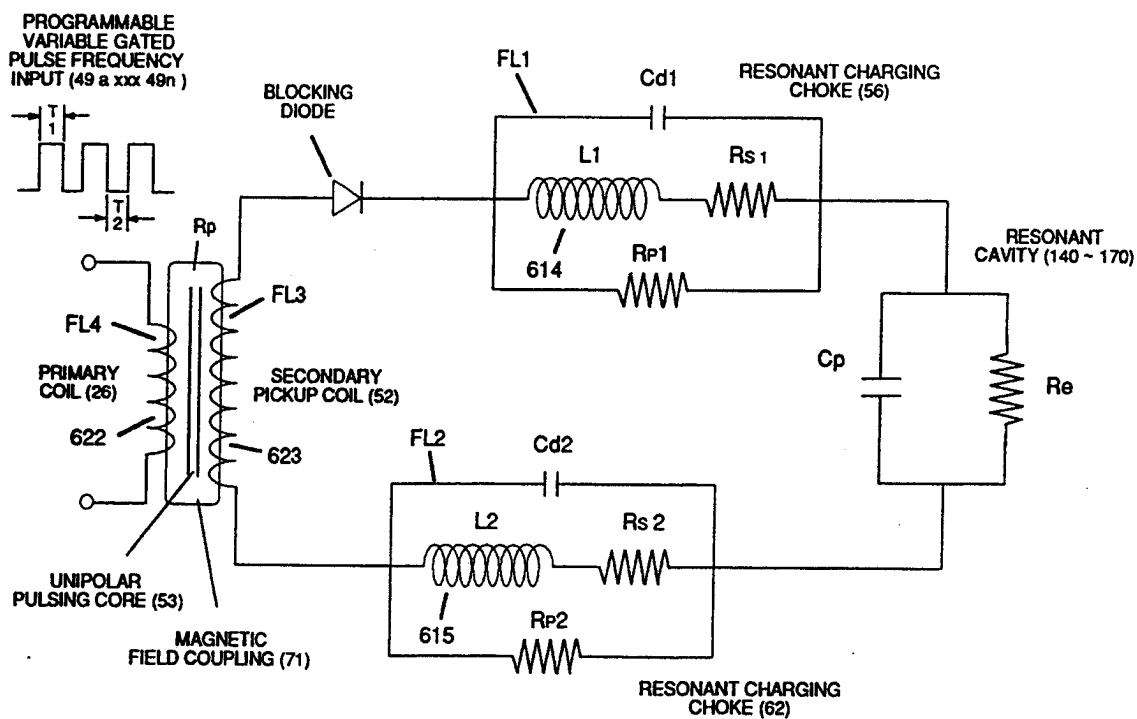 PROGRAMMABLE
VARIABLE GATED
PULSE FREQUENCY
INPUT (49 a xxx 49n )
T
1
T
2
BLOCKING
DIODE
FL1
Cd1
RESONANT CHARGING
CHOKE (56)
L1
Rs 1
614
RP1
Rp
FL3
FL4
PRIMARY
COIL (26)
622
SECONDARY
PICKUP COIL (52)
623
RESONANT
CAVITY (140 ~ 170)
Cp
Re
FL2
Cd2
L2
Rs 2
615
RP2
UNIPOLAR
PULSING CORE (53)
MAGNETIC
FIELD COUPLING (71)
RESONANT CHARGING
CHOKE (62)